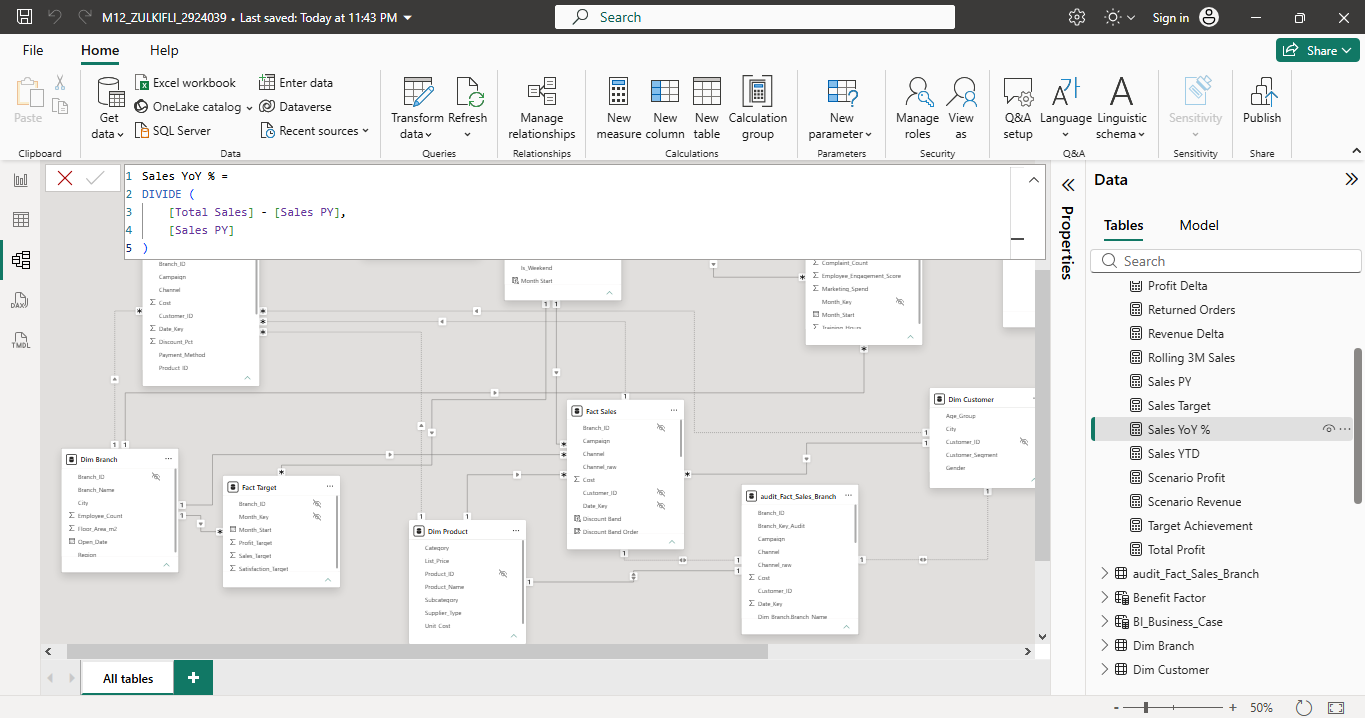 M12_ZULKIFLI_2924039 • Last saved: Today at 11:43 PM
Search
Sign in
File
Home
Help
Share
Paste
Clipboard
Get data
Excel workbook
OneLake catalog
SQL Server
Enter data
Dataverse
Recent sources
Data
Transform data
Refresh
Queries
Manage relationships
Relationships
New measure
New column
New table
Calculation group
Calculations
New parameter
Parameters
Manage roles
View as
Security
Q&A setup
Language
Linguistic schema
Q&A
Sensitivity
Sensitivity
Publish
Share
1 Sales YoY % =
2 DIVIDE (
3 [Total Sales] - [Sales PY],
4 [Sales PY]
5 )
DAX
TMDL
Branch_ID
Campaign
Channel
Cost
Customer_ID
Date_Key
Discount_Pct
Payment_Method
Product_ID
Is_Weekend
Month Start
Complaint_Count
Employee_Engagement_Score
Marketing_Spend
Month_Key
Month_Start
Training_Hours
Dim Branch
Branch_ID
Branch_Name
City
Employee_Count
Floor_Area_m2
Open_Date
Region
Fact Target
Branch_ID
Month_Key
Month_Start
Profit_Target
Sales_Target
Satisfaction_Target
Dim Product
Category
List_Price
Product_ID
Product_Name
Subcategory
Supplier_Type
Unit_Cost
Fact Sales
Branch_ID
Campaign
Channel
Channel_raw
Cost
Customer_ID
Date_Key
Discount Band
Discount Band Order
audit_Fact_Sales_Branch
Branch_ID
Branch_Key_Audit
Campaign
Channel
Channel_raw
Cost
Customer_ID
Date_Key
Dim_Branch.Branch_Name
Dim Customer
Age_Group
City
Customer_ID
Customer_Segment
Gender
Properties
Data
Tables
Model
Search
Profit Delta
Returned Orders
Revenue Delta
Rolling 3M Sales
Sales PY
Sales Target
Sales YoY %
Sales YTD
Scenario Profit
Scenario Revenue
Target Achievement
Total Profit
audit_Fact_Sales_Branch
Benefit Factor
BI_Business_Case
Dim Branch
Dim Customer
All tables
+
- + 50%